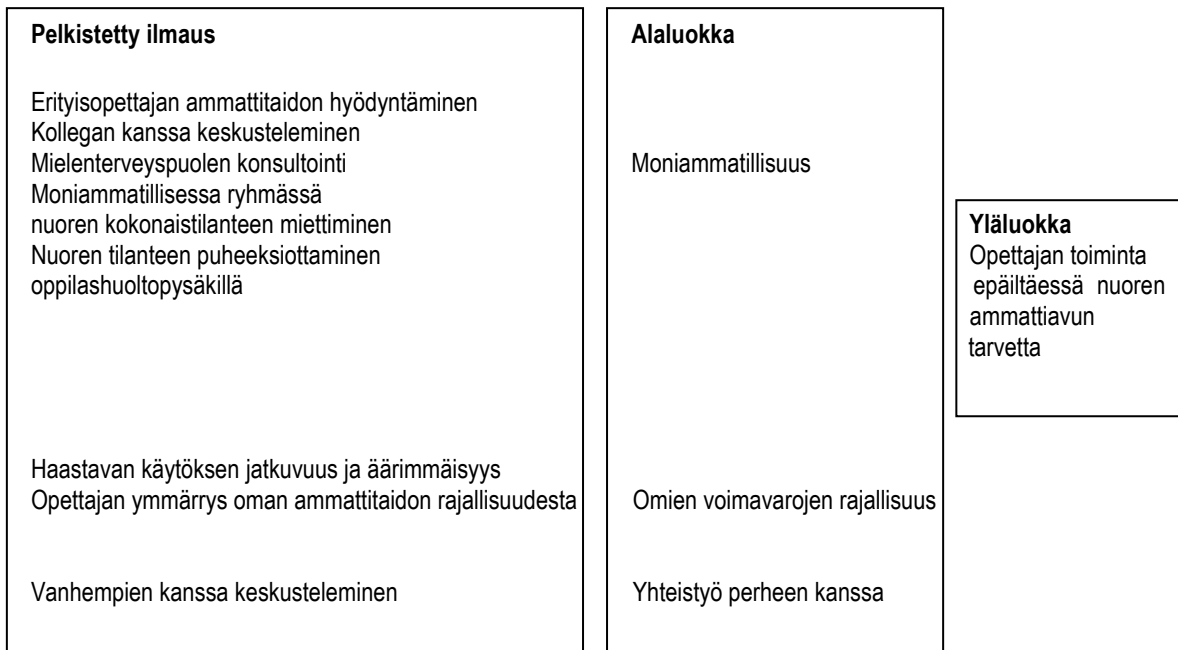 Pelkistetty ilmaus
Erityisopettajan ammattitaidon hyödyntäminen
Kollegan kanssa keskusteleminen
Mielenterveyspuolen konsultointi
Moniammatillisessa ryhmässä
nuoren kokonaistilanteen miettiminen
Nuoren tilanteen puheeksiottaminen
oppilashuoltopysäkillä
Haastavan käytöksen jatkuvuus ja äärimmäisyys
Opettajan ymmärrys oman ammattitaidon rajallisuudesta
Vanhempien kanssa keskusteleminen
Alaluokka
Moniammatillisuus
Omien voimavarojen rajallisuus
Yhteistyö perheen kanssa
Yläluokka
Opettajan toiminta
epäiltäessä nuoren
ammattiavun
tarvetta